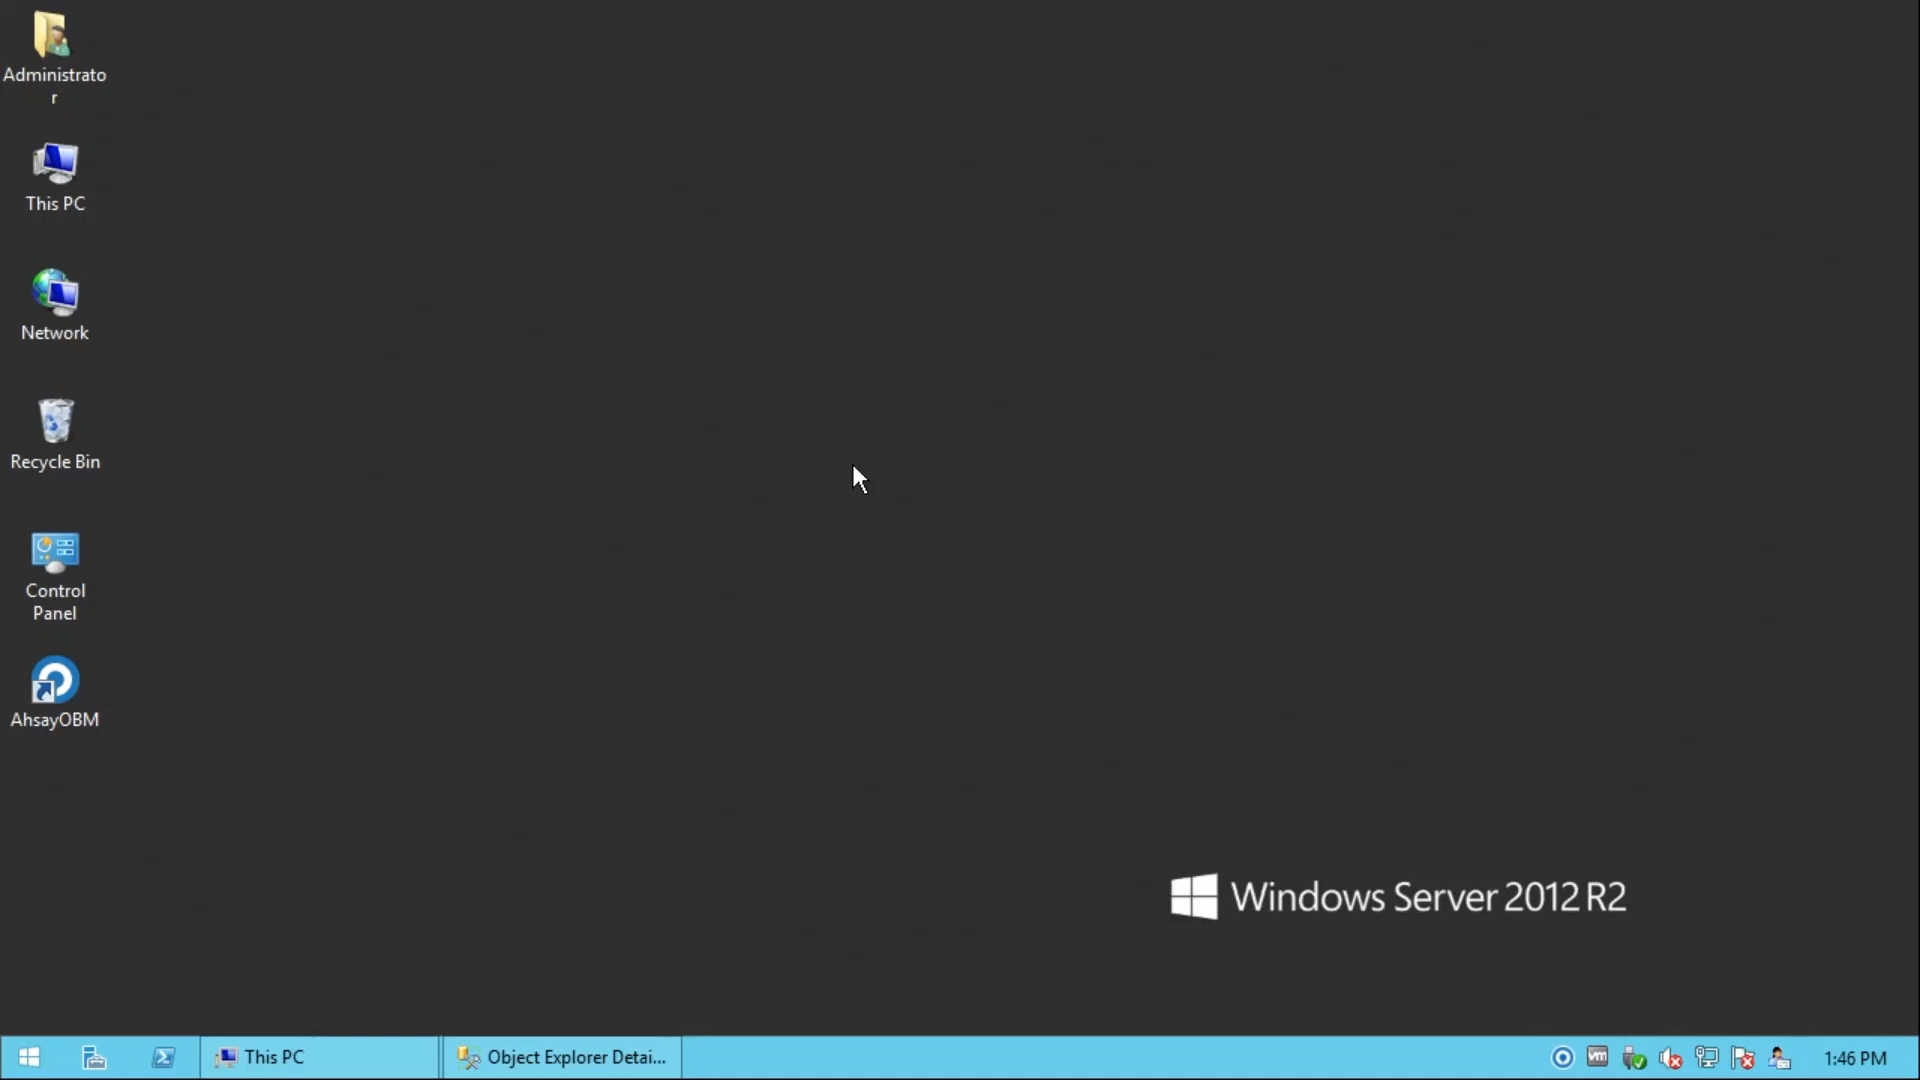 Administrato
r
This PC
Network
Recycle Bin
Control
Panel
AhsayOBM
Windows Server 2012 R2
This PC
Object Explorer Detai...
vm
1:46 PM